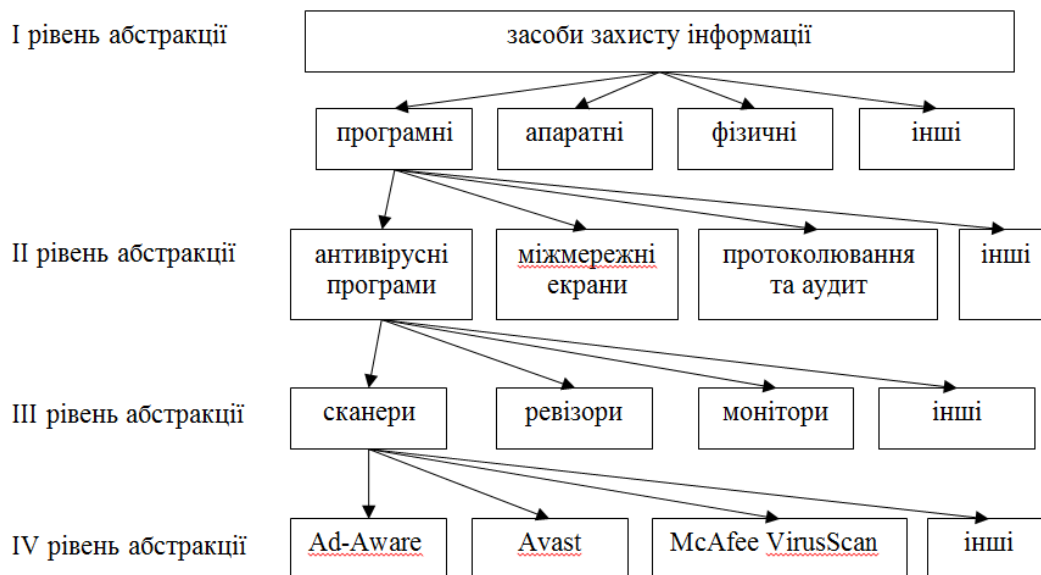 I рівень абстракції
засоби захисту інформації
програмні
апаратні
фізичні
інші
II рівень абстракції
антивірусні
програми
міжмережні
екрани
протоколювання
та аудит
інші
III рівень абстракції
сканери
ревізори
монітори
інші
IV рівень абстракції
Ad-Aware
Avast
McAfee VirusScan
інші